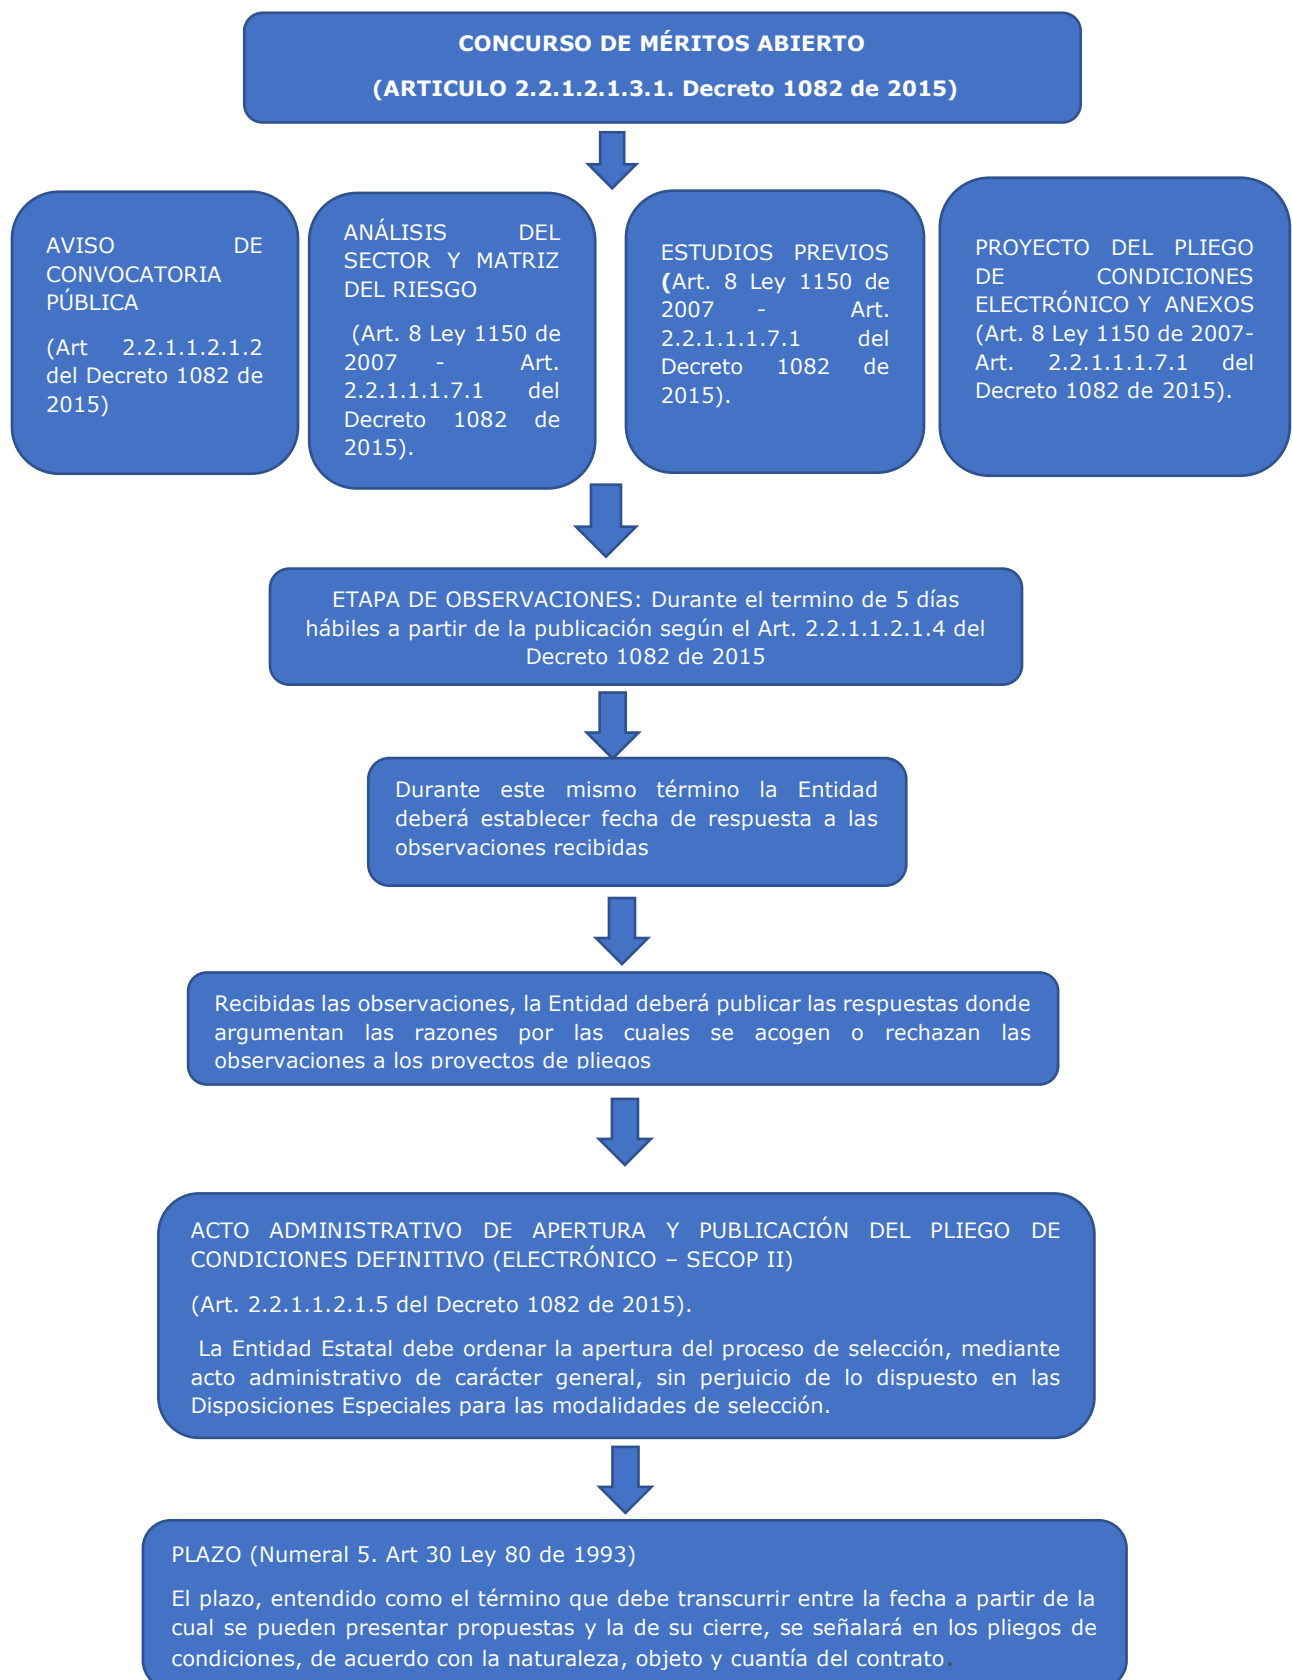 CONCURSO DE MÉRITOS ABIERTO
(ARTICULO 2.2.1.2.1.3.1. Decreto 1082 de 2015)
AVISO DE
CONVOCATORIA
PÚBLICA
(Art 2.2.1.1.2.1.2
del Decreto 1082 de
2015)
ANÁLISIS DEL
SECTOR Y MATRIZ
DEL RIESGO
(Art. 8 Ley 1150 de
2007 - Art.
2.2.1.1.1.7.1 del
Decreto 1082 de
2015).
ESTUDIOS PREVIOS
(Art. 8 Ley 1150 de
2007 - Art.
2.2.1.1.1.7.1 del
Decreto 1082 de
2015).
PROYECTO DEL PLIEGO
DE CONDICIONES
ELECTRÓNICO Y ANEXOS
(Art. 8 Ley 1150 de 2007-
Art. 2.2.1.1.1.7.1 del
Decreto 1082 de 2015).
ETAPA DE OBSERVACIONES: Durante el termino de 5 días
hábiles a partir de la publicación según el Art. 2.2.1.1.2.1.4 del
Decreto 1082 de 2015
Durante este mismo término la Entidad
deberá establecer fecha de respuesta a las
observaciones recibidas
Recibidas las observaciones, la Entidad deberá publicar las respuestas donde
argumentan las razones por las cuales se acogen o rechazan las
observaciones a los proyectos de pliegos
ACTO ADMINISTRATIVO DE APERTURA Y PUBLICACIÓN DEL PLIEGO DE
CONDICIONES DEFINITIVO (ELECTRÓNICO – SECOP II)
(Art. 2.2.1.1.2.1.5 del Decreto 1082 de 2015).
La Entidad Estatal debe ordenar la apertura del proceso de selección, mediante
acto administrativo de carácter general, sin perjuicio de lo dispuesto en las
Disposiciones Especiales para las modalidades de selección.
PLAZO (Numeral 5. Art 30 Ley 80 de 1993)
El plazo, entendido como el término que debe transcurrir entre la fecha a partir de la
cual se pueden presentar propuestas y la de su cierre, se señalará en los pliegos de
condiciones, de acuerdo con la naturaleza, objeto y cuantía del contrato.